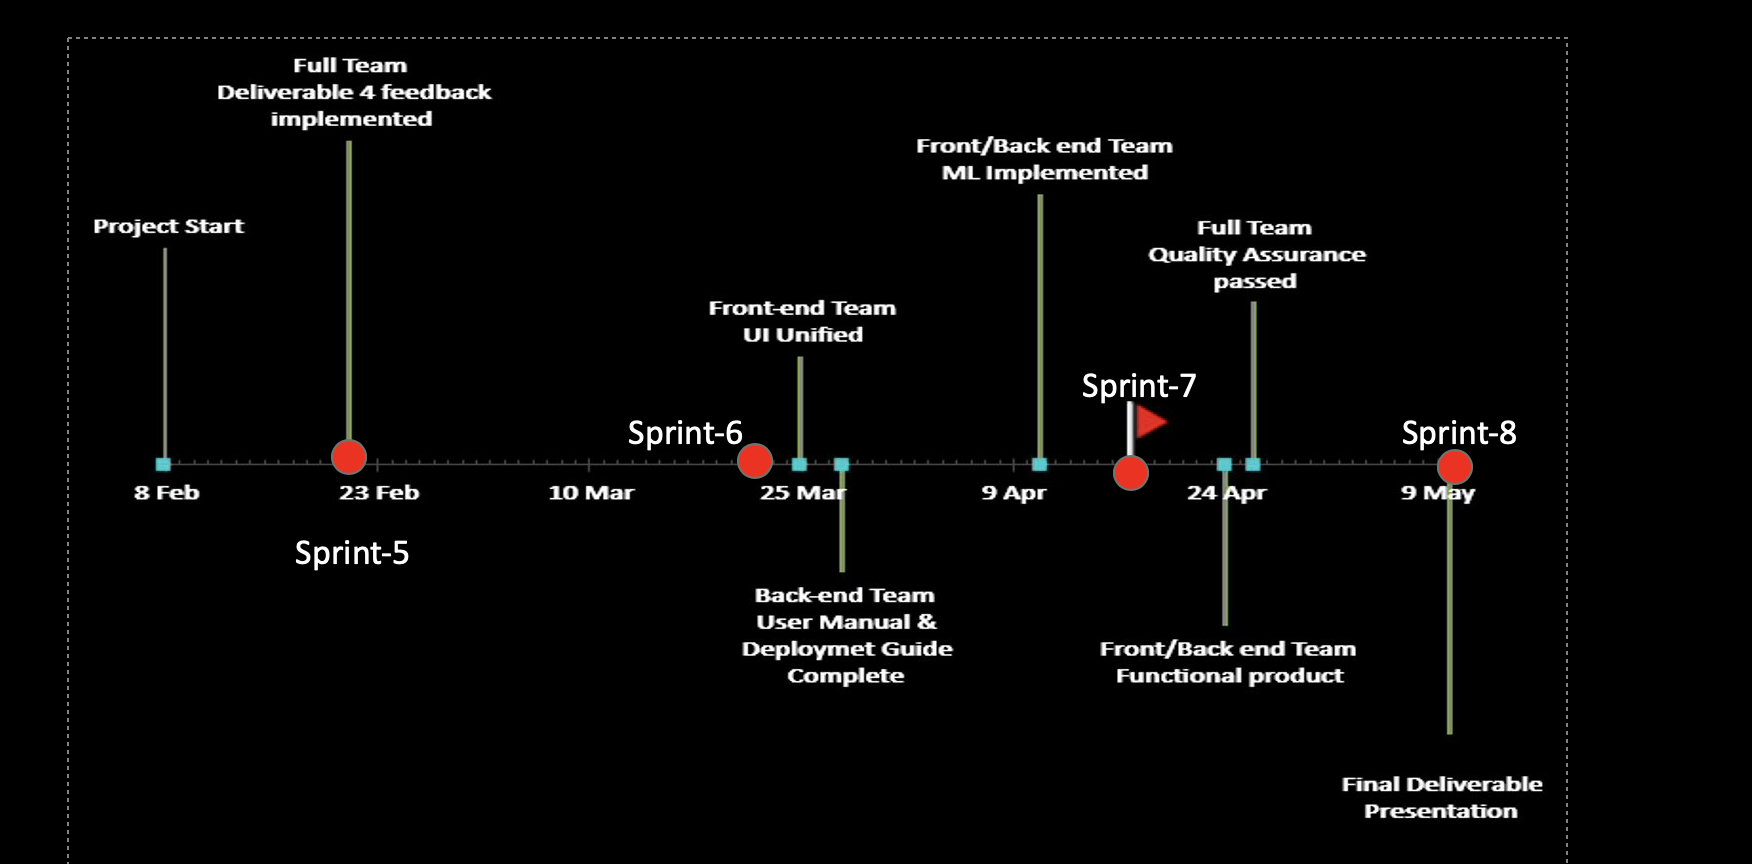 Full Team
Deliverable 4 feedback
implemented
Front/Back end Team
ML Implemented
Project Start
Full Team
Quality Assurance
passed
Front-end Team
UI Unified
Sprint-7
Sprint-6
Sprint-8
8 Feb
23 Feb
10 Mar
25 Mar
9 Apr
24 Apr
9 May
Sprint-5
Back-end Team
User Manual &
Deploymet Guide
Complete
Front/Back end Team
Functional product
Final Deliverable
Presentation